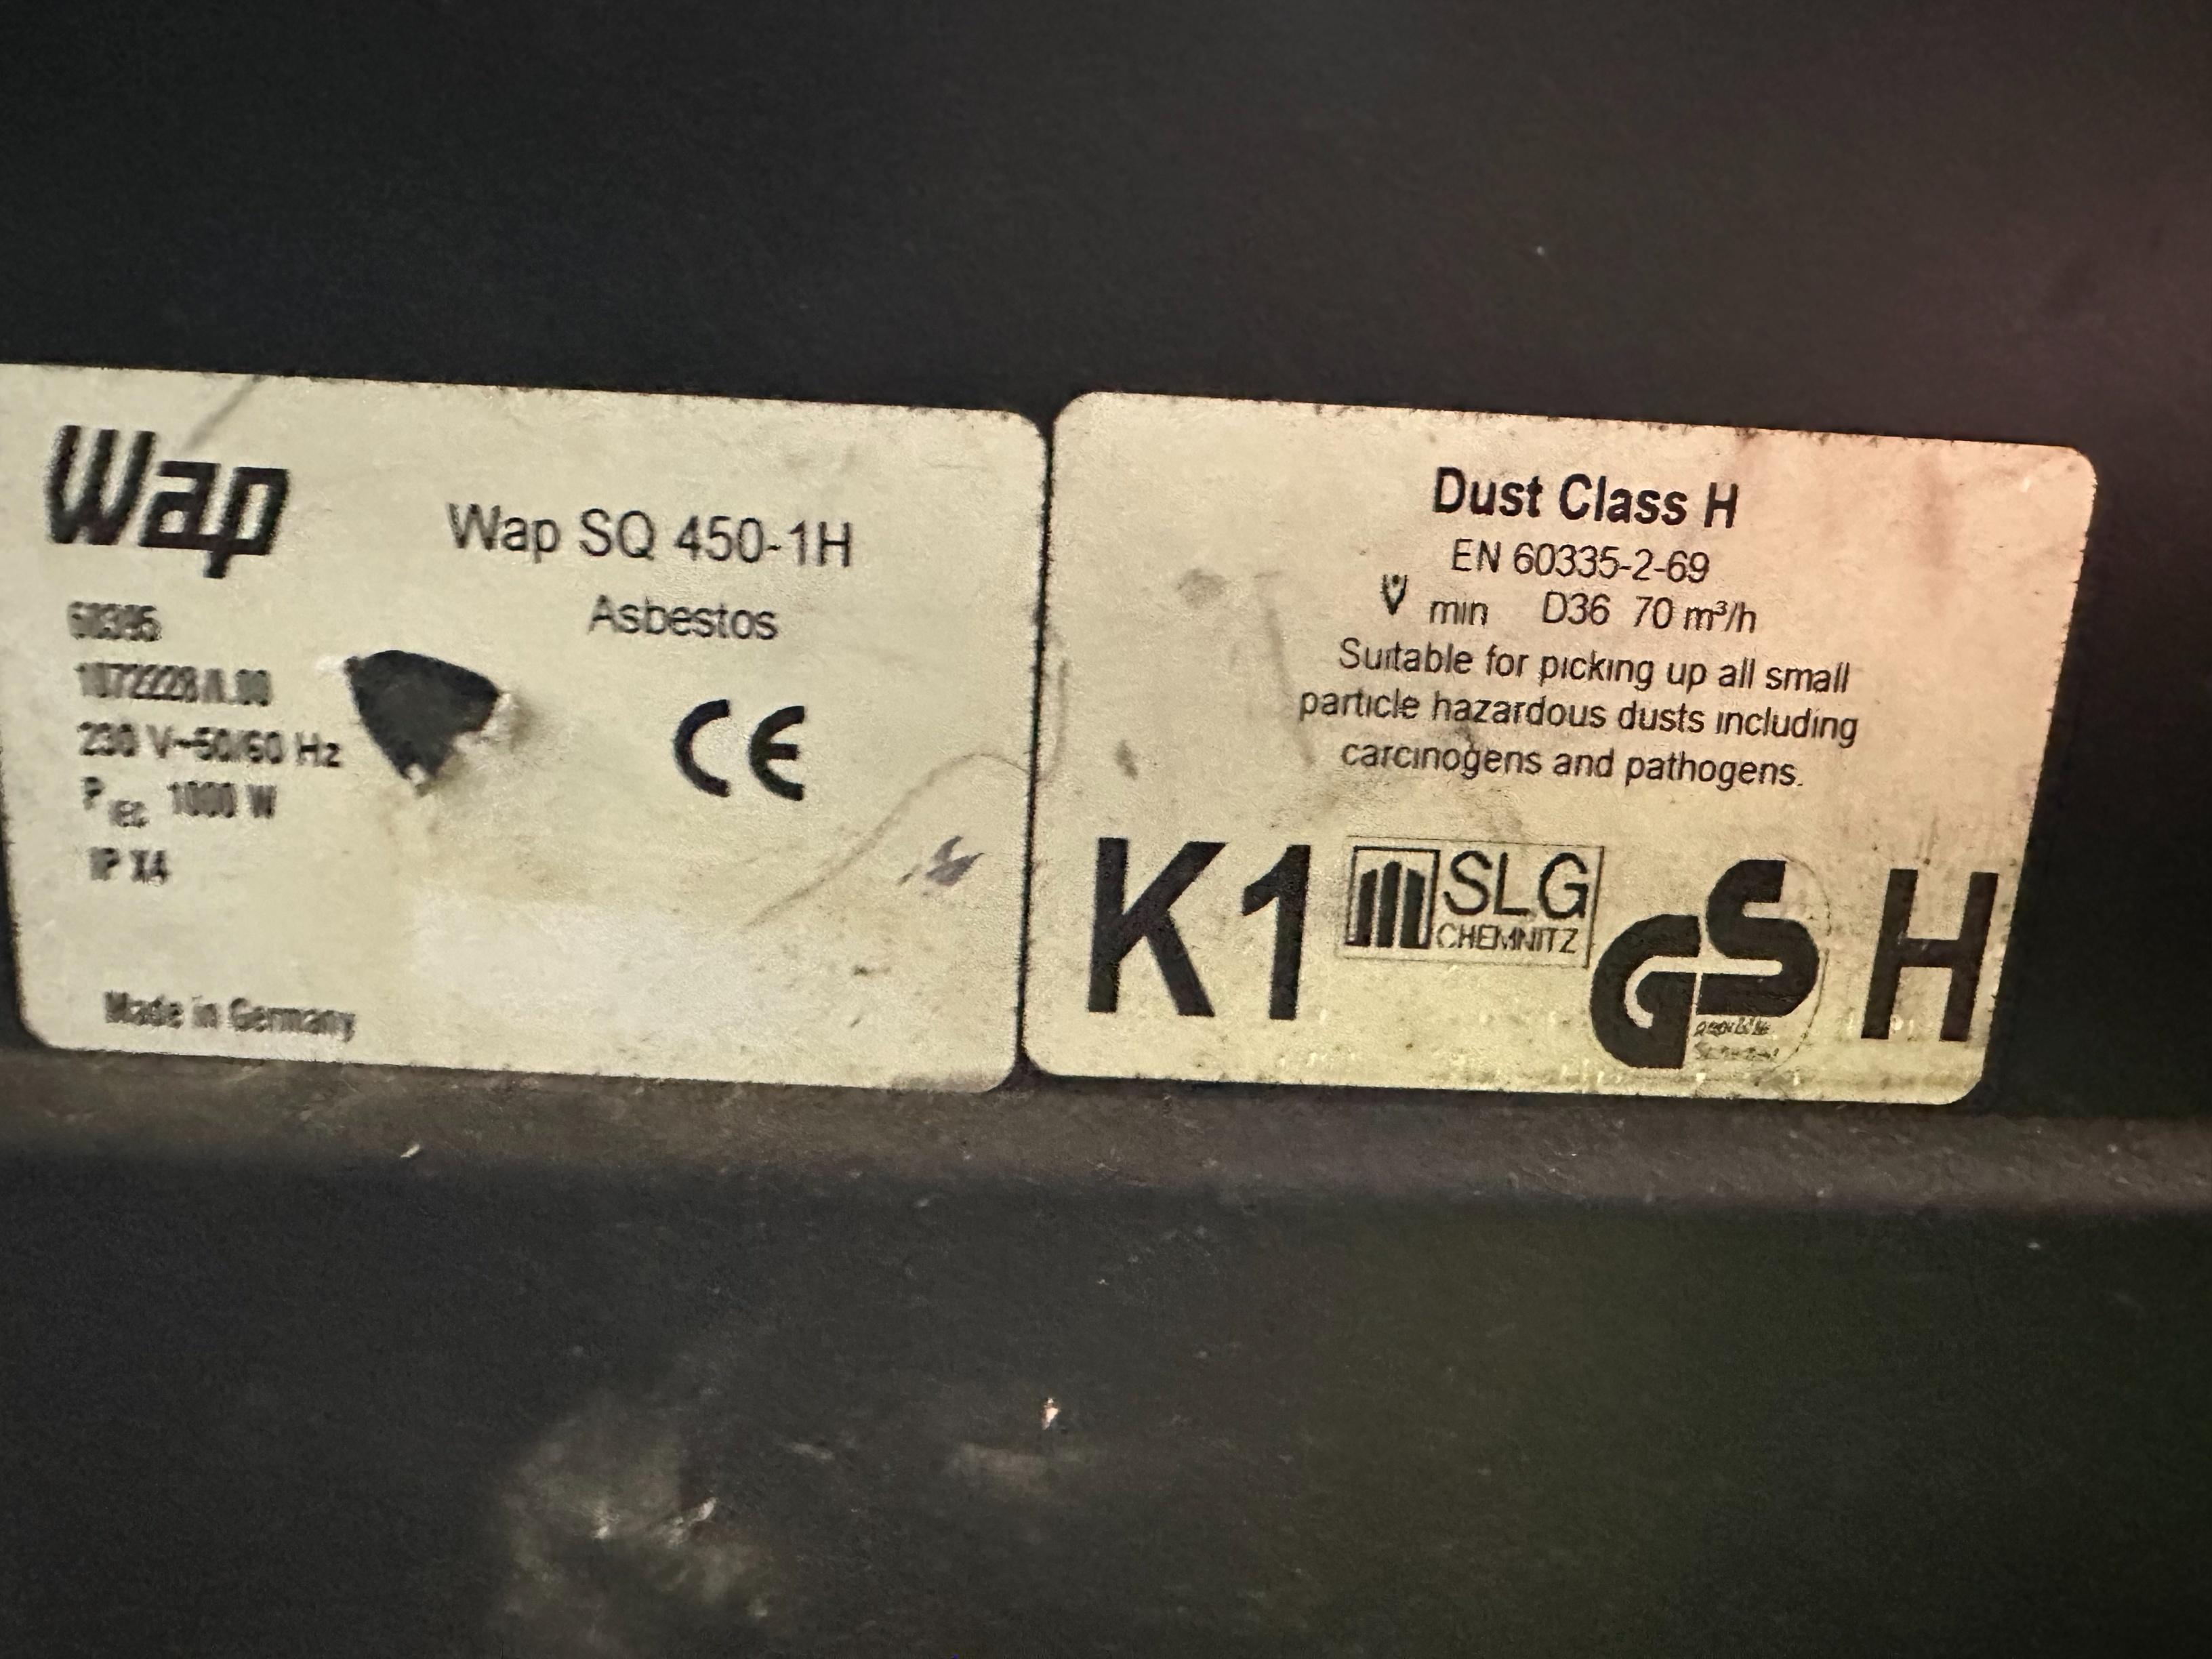 Wap
Wap SQ 450-1H
Asbestos
60395
230 V~50/60 Hz
P IEC 1000 W
IP X4
CE
Made in Germany
Dust Class H
EN 60335-2-69
min D36 70 m³/h
Suitable for picking up all small
particle hazardous dusts including
carcinogens and pathogens.
K1
SLG
CHEMNITZ
GS
H